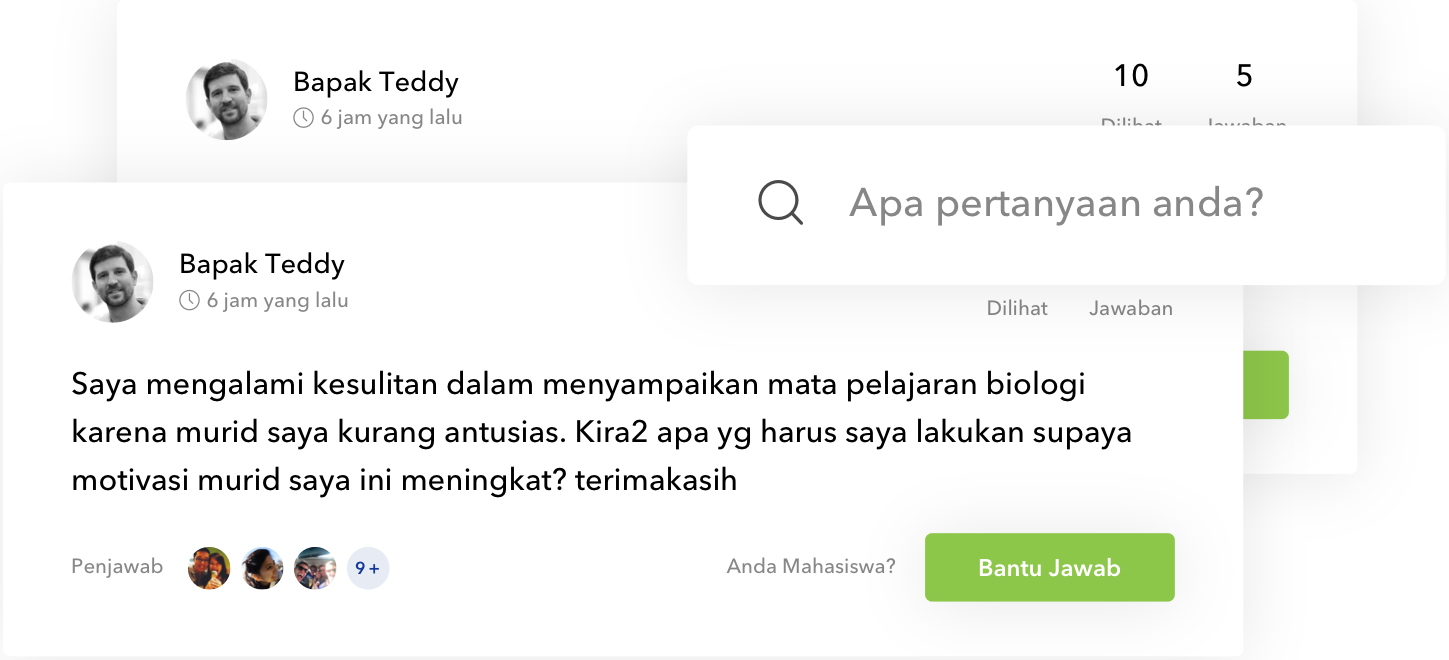 Bapak Teddy
6 jam yang lalu
10 5
Dilihat Jawaban
Apa pertanyaan anda?
Bapak Teddy
6 jam yang lalu
Dilihat Jawaban
Saya mengalami kesulitan dalam menyampaikan mata pelajaran biologi
karena murid saya kurang antusias. Kira2 apa yg harus saya lakukan supaya
motivasi murid saya ini meningkat? terimakasih
Penjawab 9+ Anda Mahasiswa? Bantu Jawab